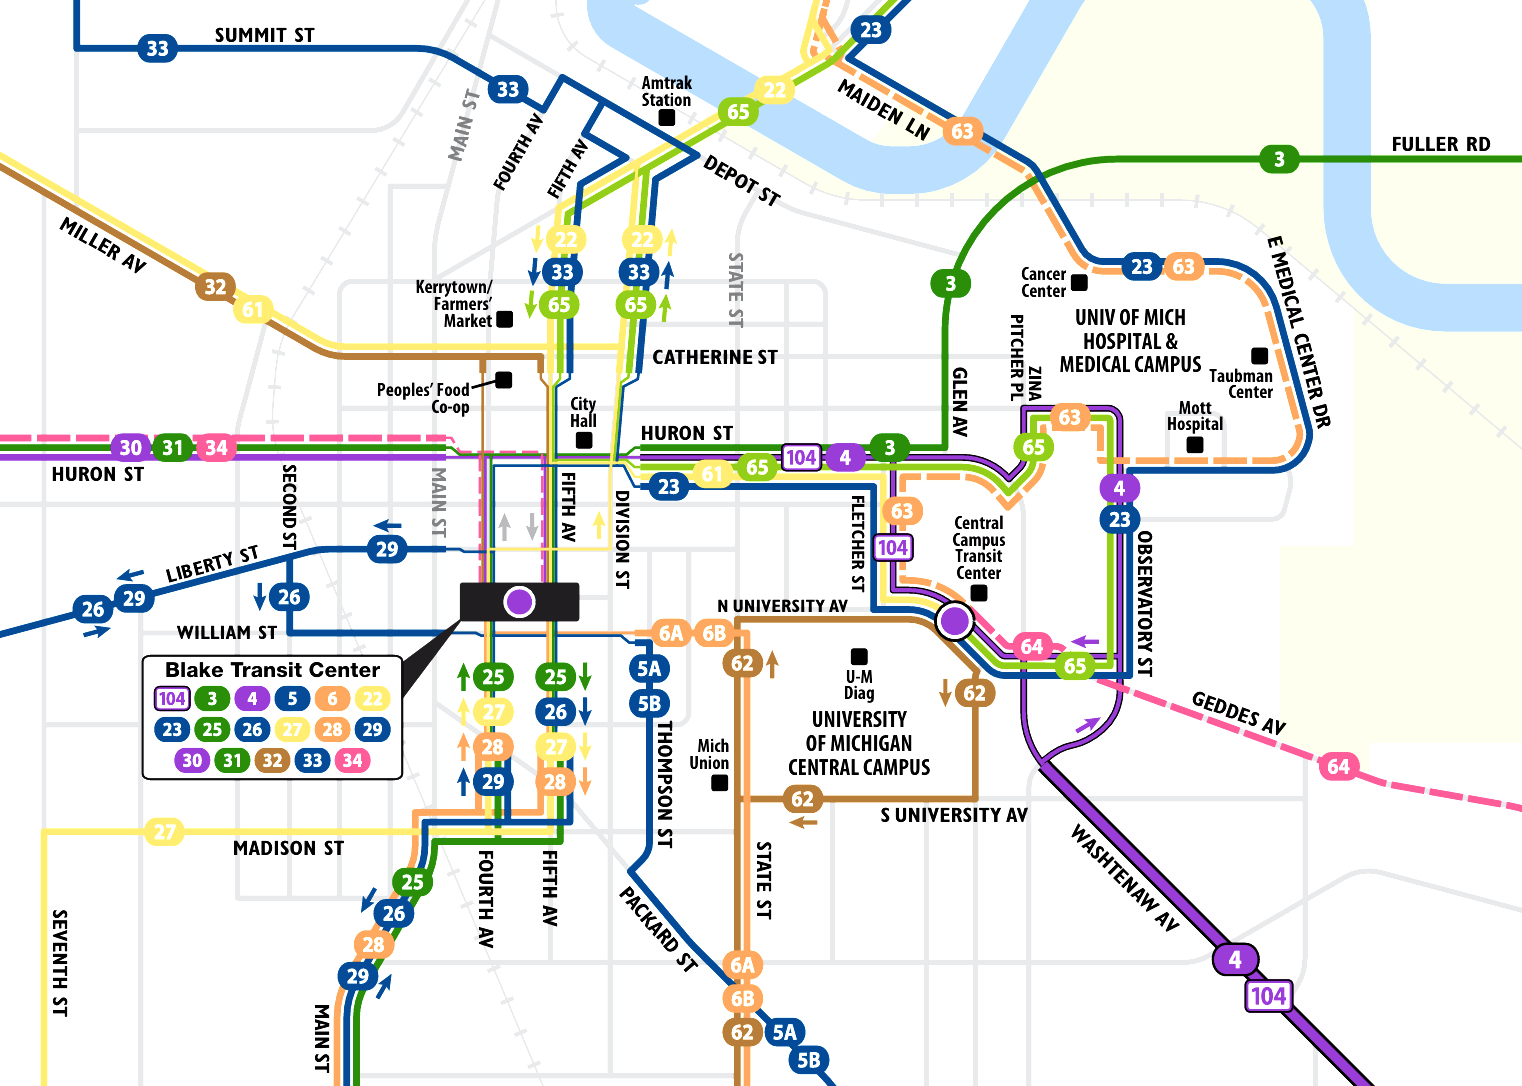 SUMMIT ST
33
33
23
22
65
Amtrak
Station
MAIN ST
FOURTH AV
FIFTH AV
DEPOT ST
MAIDEN LN
63
FULLER RD
3
MILLER AV
32
61
22
22
33
33
65
65
STATE ST
Kerrytown/
Farmers'
Market
3
Cancer
Center
23
63
E MEDICAL CENTER DR
UNIV OF MICH
HOSPITAL &
MEDICAL CAMPUS
ZINA
PITCHER PL
Taubman
Center
Mott
Hospital
CATHERINE ST
Peoples' Food
Co-op
City
Hall
GLEN AV
63
65
30
31
34
HURON ST
HURON ST
104
4
3
61
65
23
4
23
SECOND ST
MAIN ST
FIFTH AV
DIVISION ST
FLETCHER ST
63
104
Central
Campus
Transit
Center
OBSERVATORY ST
LIBERTY ST
29
29
26
26
WILLIAM ST
N UNIVERSITY AV
6A
6B
62
64
65
GEDDES AV
64
Blake Transit Center
104
3
4
5
6
22
23
25
26
27
28
29
30
31
32
33
34
25
25
27
26
28
27
29
28
5A
5B
THOMPSON ST
Mich
Union
U-M
Diag
UNIVERSITY
OF MICHIGAN
CENTRAL CAMPUS
62
62
S UNIVERSITY AV
27
MADISON ST
FOURTH AV
FIFTH AV
STATE ST
PACKARD ST
WASHTENAW AV
SEVENTH ST
25
26
28
29
MAIN ST
6A
6B
62
5A
5B
4
104